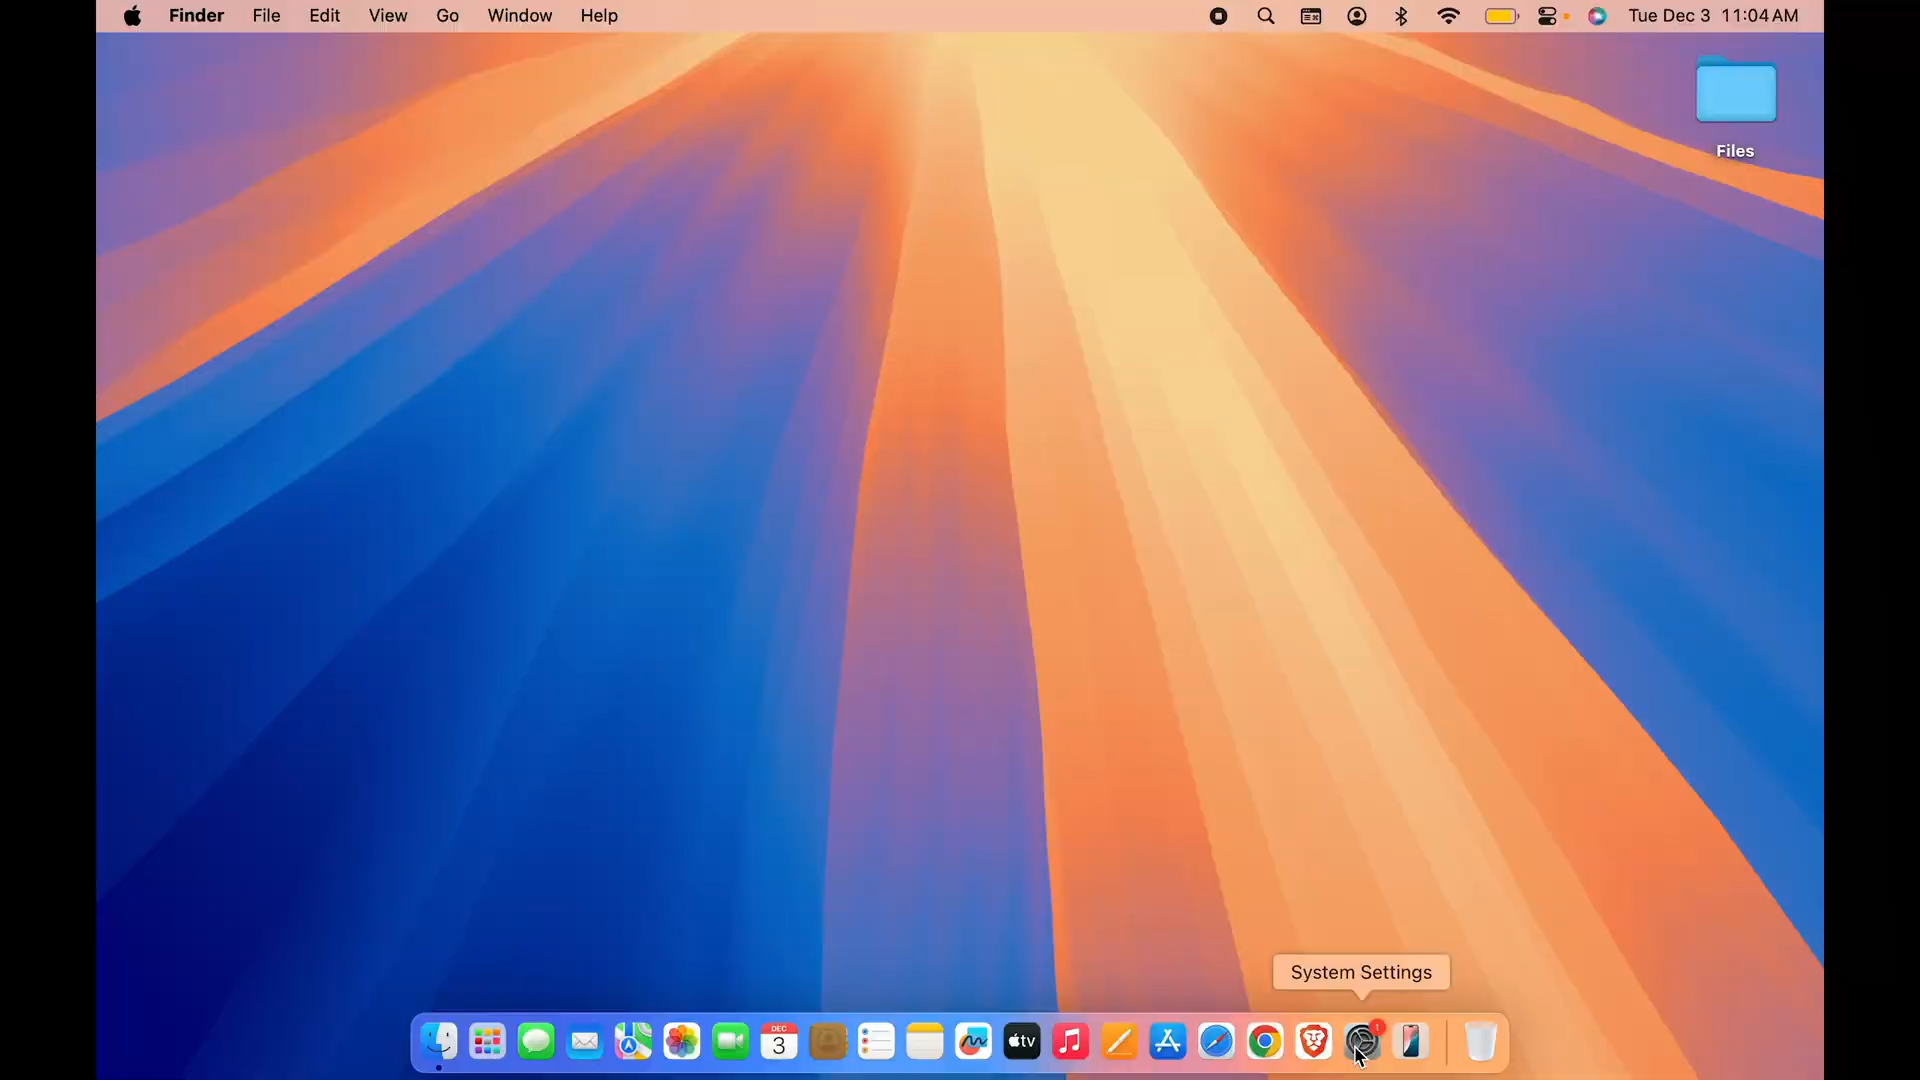 Finder File Edit View Go Window Help Tue Dec 3 11:04 AM
Files
System Settings
DEC
3
tv
1